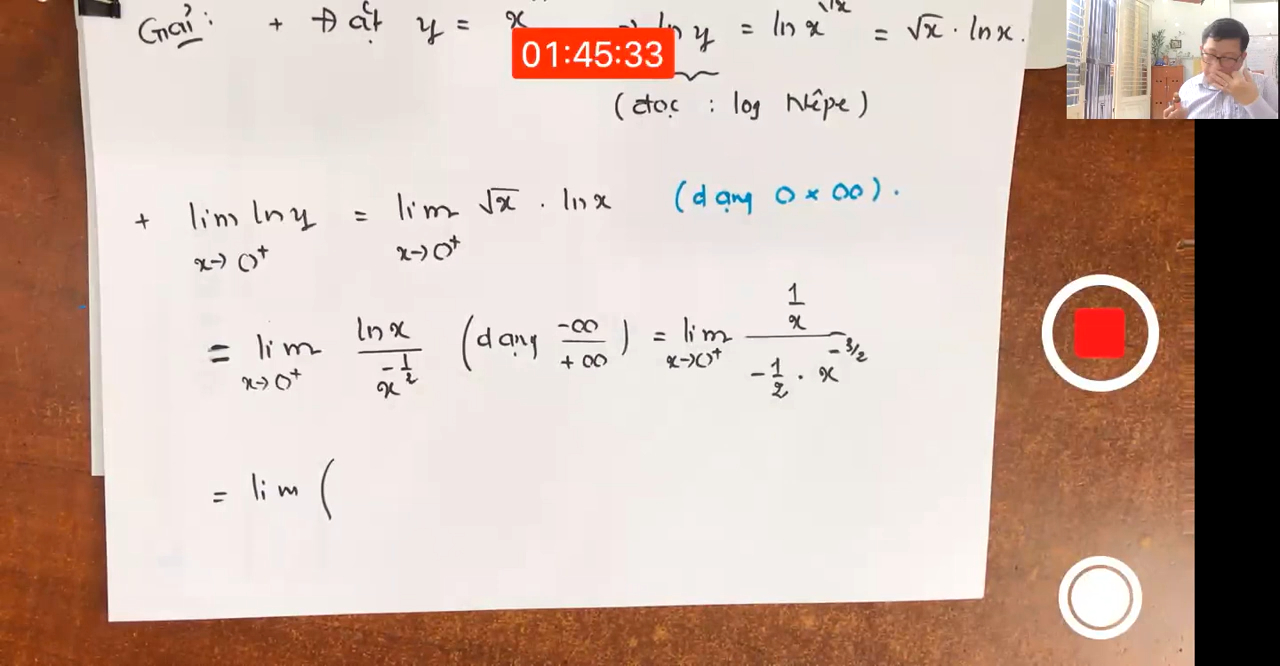 Giải: + Đặt y = x^√x ⇒ ln y = ln x^√x = √x · ln x.
01:45:33
(đọc : log Nêpe)
+ lim ln y = lim √x · ln x (dạng 0 × ∞).
x→0⁺ x→0⁺
= lim ln x / x^(-1/2) (dạng -∞/+∞) = lim (1/x) / (-1/2 · x^(-3/2))
x→0⁺ x→0⁺
= lim (